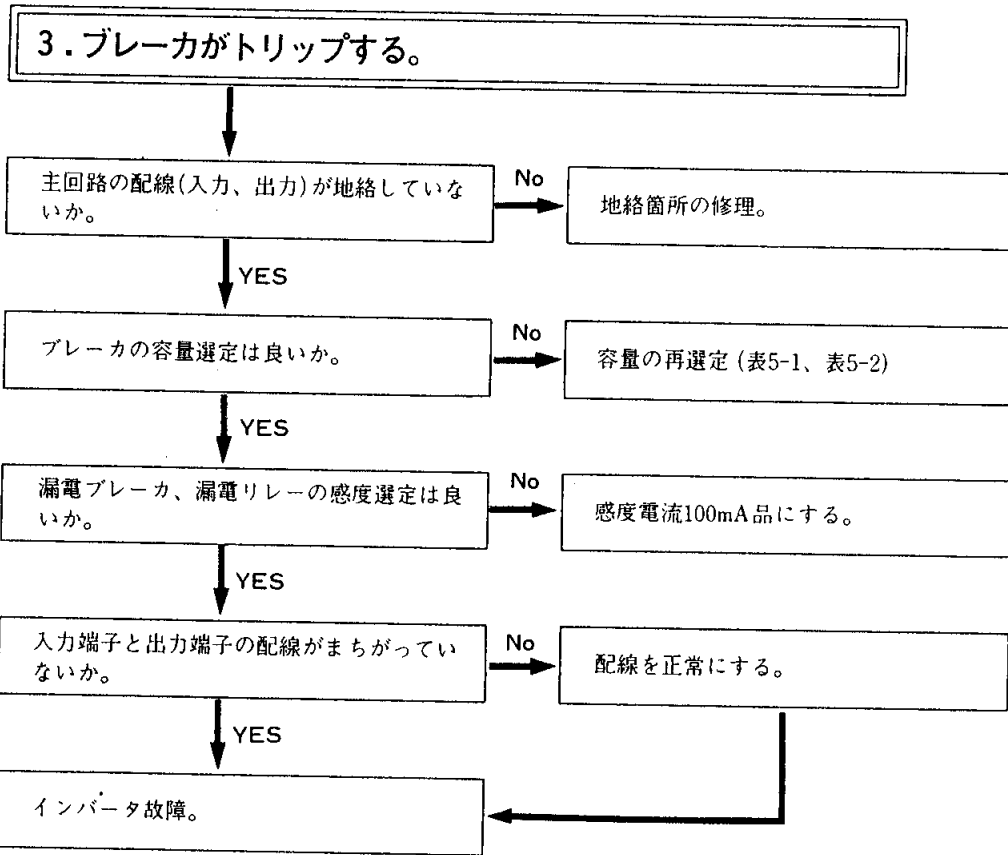 3.ブレーカがトリップする。
主回路の配線(入力、出力)が地絡していな
いか。
No
地絡箇所の修理。
YES
ブレーカの容量選定は良いか。
No
容量の再選定(表5-1、表5-2)
YES
漏電ブレーカ、漏電リレーの感度選定は良
いか。
No
感度電流100mA品にする。
YES
入力端子と出力端子の配線がまちがってい
ないか。
No
配線を正常にする。
YES
インバータ故障。